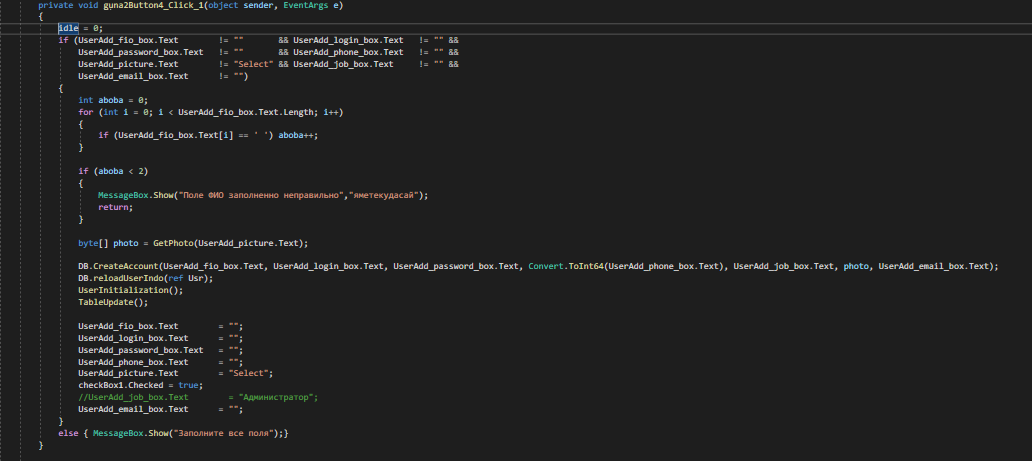 private void guna2Button4_Click_1(object sender, EventArgs e)
{
idle = 0;
if (UserAdd_fio_box.Text != "" && UserAdd_login_box.Text != "" &&
UserAdd_password_box.Text != "" && UserAdd_phone_box.Text != "" &&
UserAdd_picture.Text != "Select" && UserAdd_job_box.Text != "" &&
UserAdd_email_box.Text != "")
{
int aboba = 0;
for (int i = 0; i < UserAdd_fio_box.Text.Length; i++)
{
if (UserAdd_fio_box.Text[i] == ' ') aboba++;
}
if (aboba < 2)
{
MessageBox.Show("Поле ФИО заполненно неправильно","яметекудасай");
return;
}
byte[] photo = GetPhoto(UserAdd_picture.Text);
DB.CreateAccount(UserAdd_fio_box.Text, UserAdd_login_box.Text, UserAdd_password_box.Text, Convert.ToInt64(UserAdd_phone_box.Text), UserAdd_job_box.Text, photo, UserAdd_email_box.Text);
DB.reloadUserIndo(ref Usr);
UserInitialization();
TableUpdate();
UserAdd_fio_box.Text = "";
UserAdd_login_box.Text = "";
UserAdd_password_box.Text = "";
UserAdd_phone_box.Text = "";
UserAdd_picture.Text = "Select";
checkBox1.Checked = true;
//UserAdd_job_box.Text = "Администратор";
UserAdd_email_box.Text = "";
}
else { MessageBox.Show("Заполните все поля");}
}